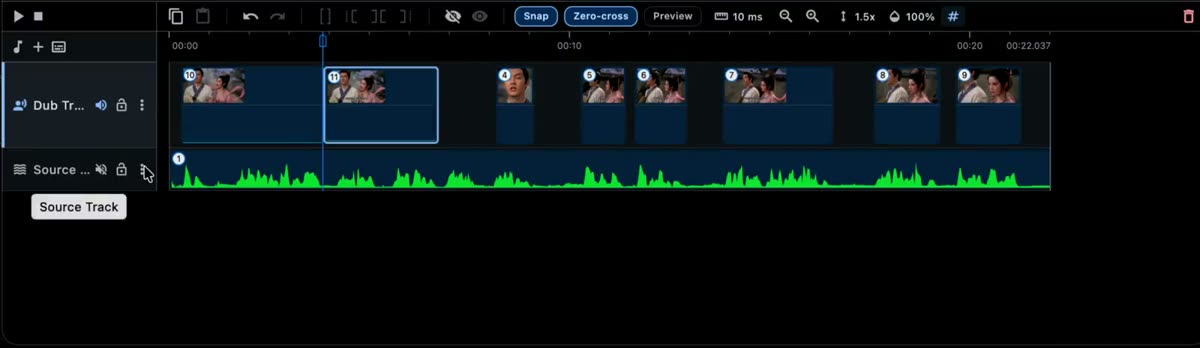 Snap Zero-cross Preview 10 ms 1.5x 100% #
00:00 00:10 00:20 00:22.037
10 11 4 5 6 7 8 9
Dub Tr...
1
Source ...
Source Track